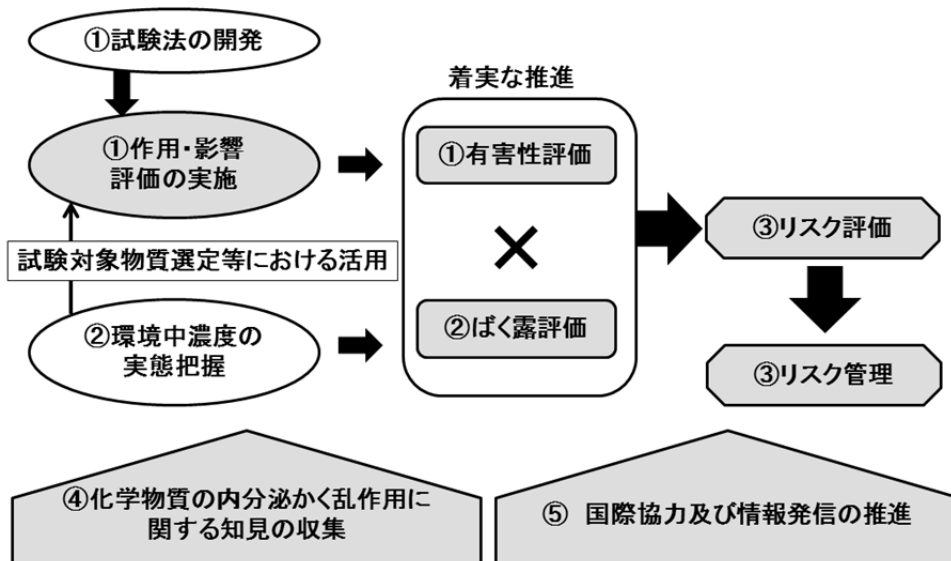 ①試験法の開発
着実な推進
①作用・影響
評価の実施
①有害性評価
③リスク評価
試験対象物質選定等における活用
×
②環境中濃度の
実態把握
②ばく露評価
③リスク管理
④化学物質の内分泌かく乱作用に
関する知見の収集
⑤ 国際協力及び情報発信の推進